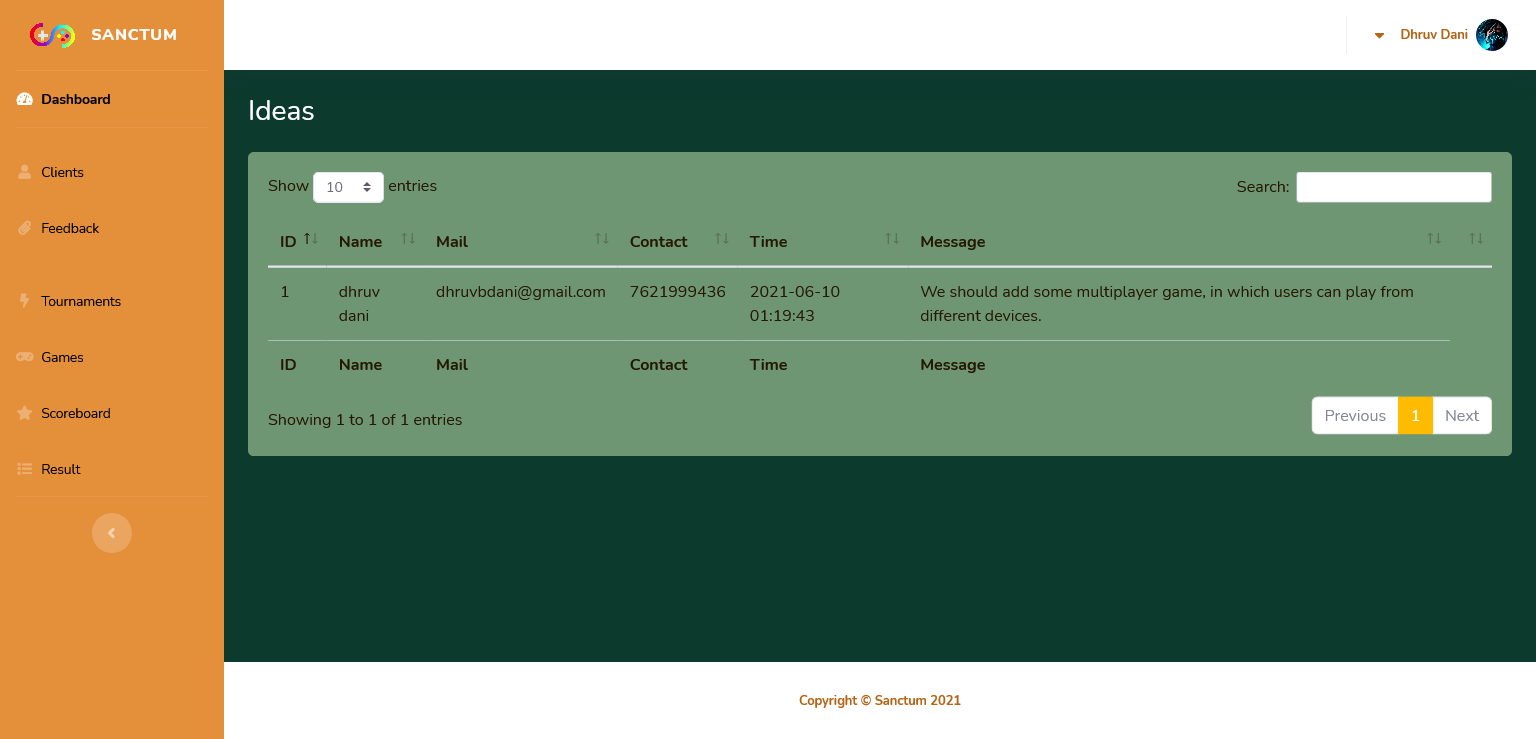 SANCTUM
Dhruv Dani
Dashboard
Clients
Feedback
Tournaments
Games
Scoreboard
Result
Ideas
Show 10 entries
Search:
ID Name Mail Contact Time Message
1 dhruv dhruvbdani@gmail.com 7621999436 2021-06-10 We should add some multiplayer game, in which users can play from
dani 01:19:43 different devices.
ID Name Mail Contact Time Message
Showing 1 to 1 of 1 entries
Previous 1 Next
Copyright © Sanctum 2021